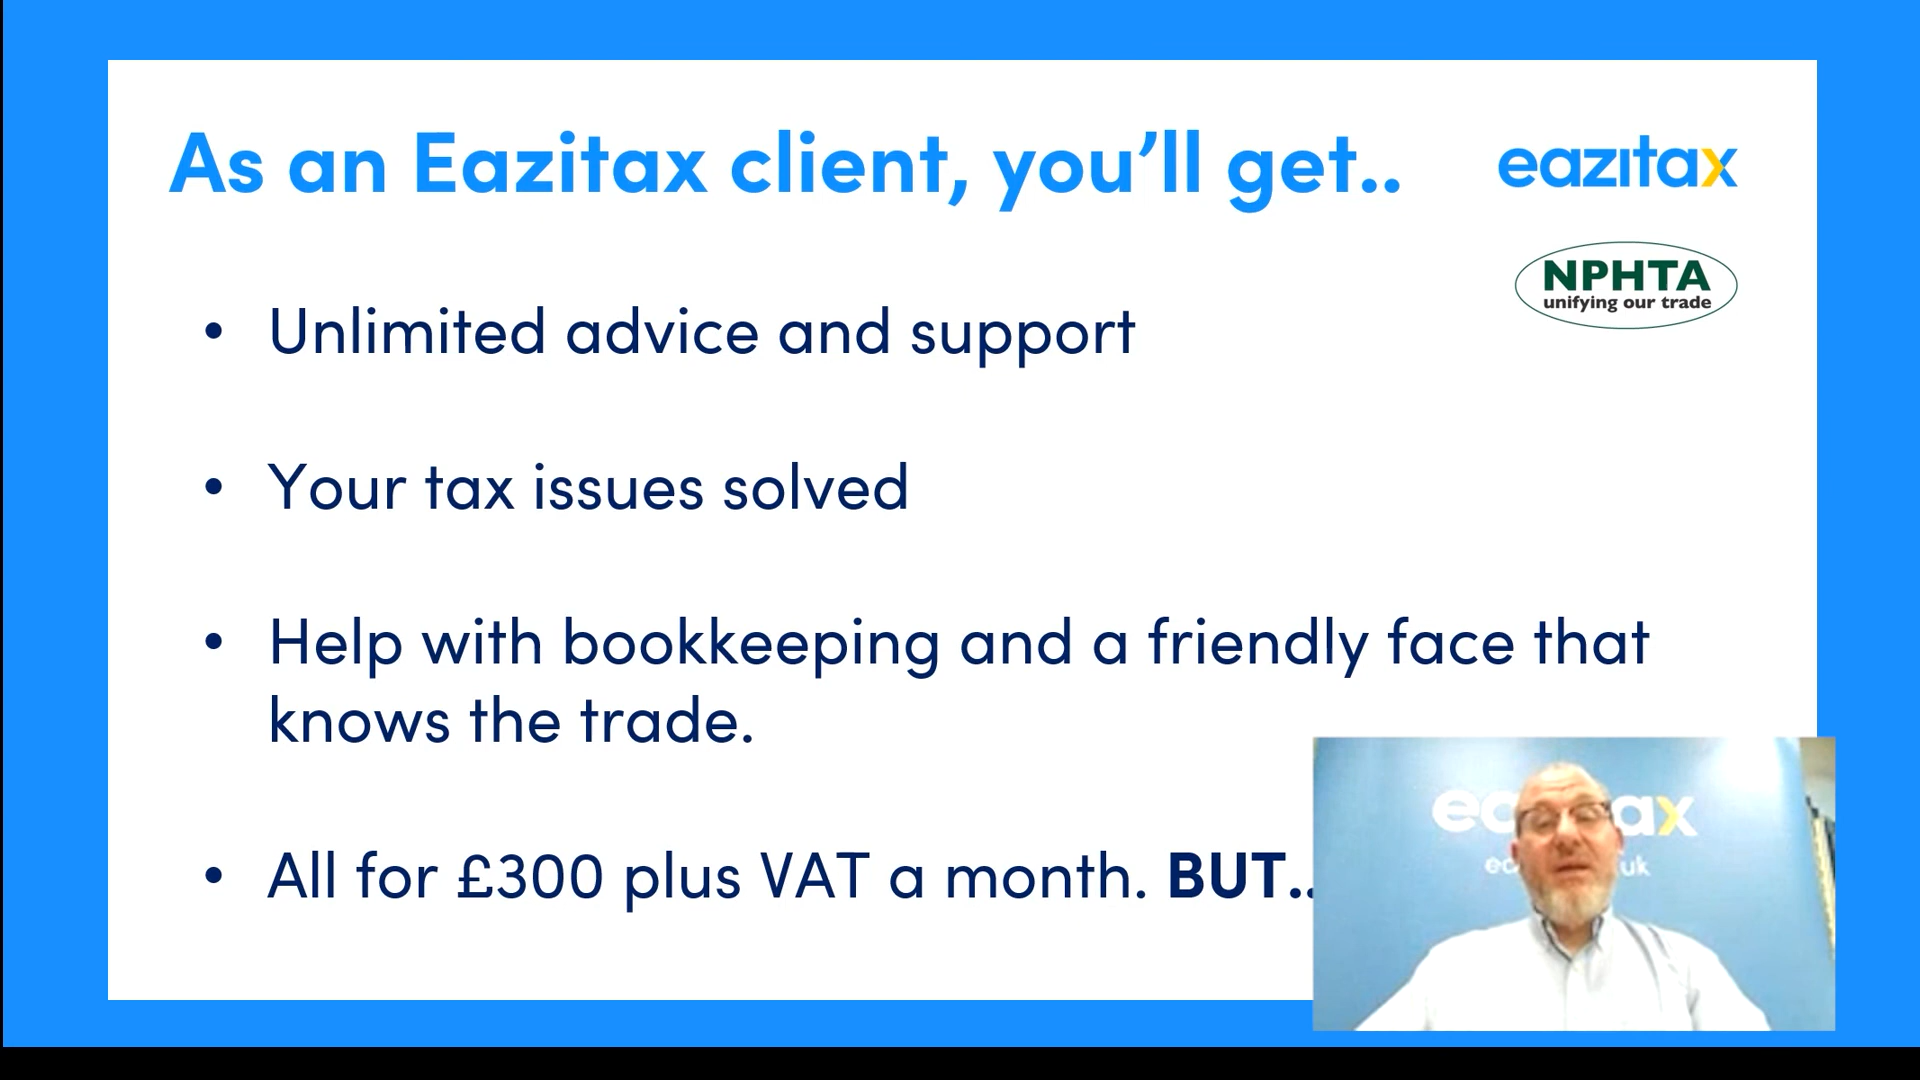 As an Eazitax client, you’ll get..
eazitax
NPHTA
unifying our trade
• Unlimited advice and support
• Your tax issues solved
• Help with bookkeeping and a friendly face that
knows the trade.
• All for £300 plus VAT a month. BUT..